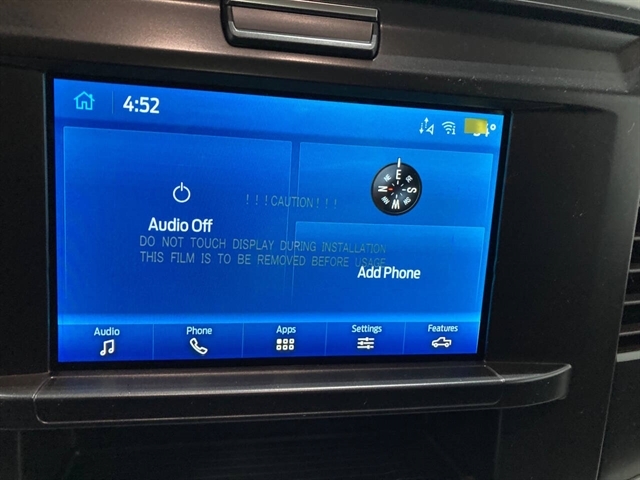 4:52
E
N
S
W
!!!CAUTION!!!
Audio Off
DO NOT TOUCH DISPLAY DURING INSTALLATION
THIS FILM IS TO BE REMOVED BEFORE USAGE
Add Phone
Audio
Phone
Apps
Settings
Features